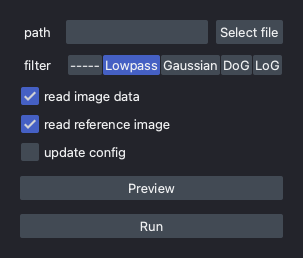 path Select file
filter ----- Lowpass Gaussian DoG LoG
read image data
read reference image
update config
Preview
Run